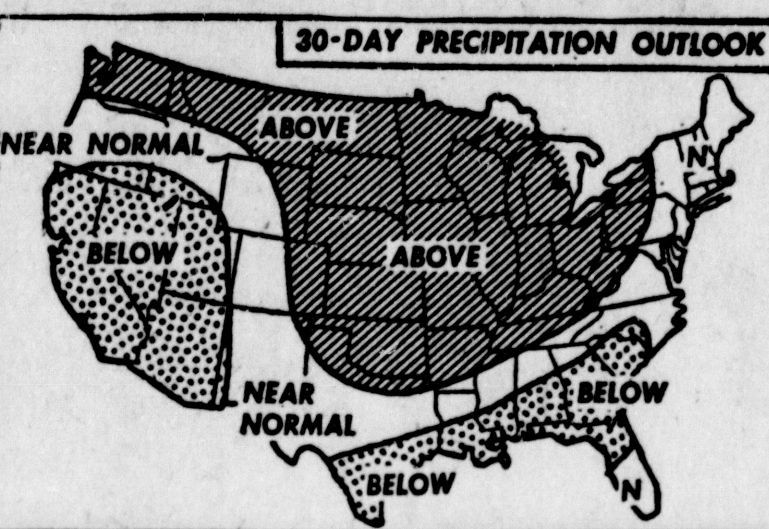 30-DAY PRECIPITATION OUTLOOK
ABOVE
NEAR NORMAL
N
BELOW
ABOVE
NEAR
NORMAL
BELOW
BELOW
N